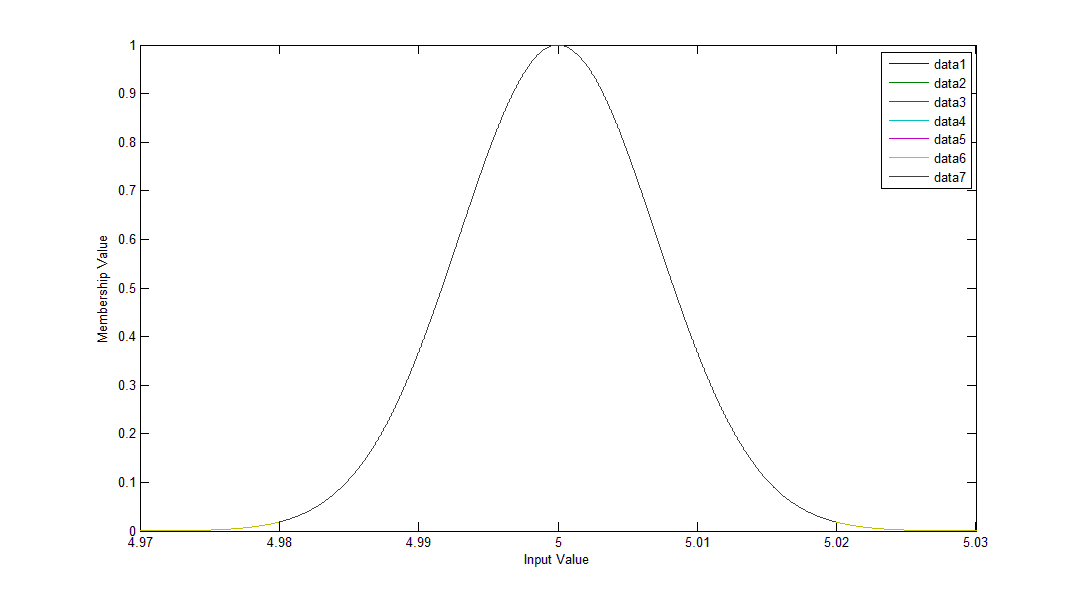 1
0.9
0.8
0.7
0.6
0.5
0.4
0.3
0.2
0.1
0
Membership Value
4.97 4.98 4.99 5 5.01 5.02 5.03
Input Value
data1
data2
data3
data4
data5
data6
data7